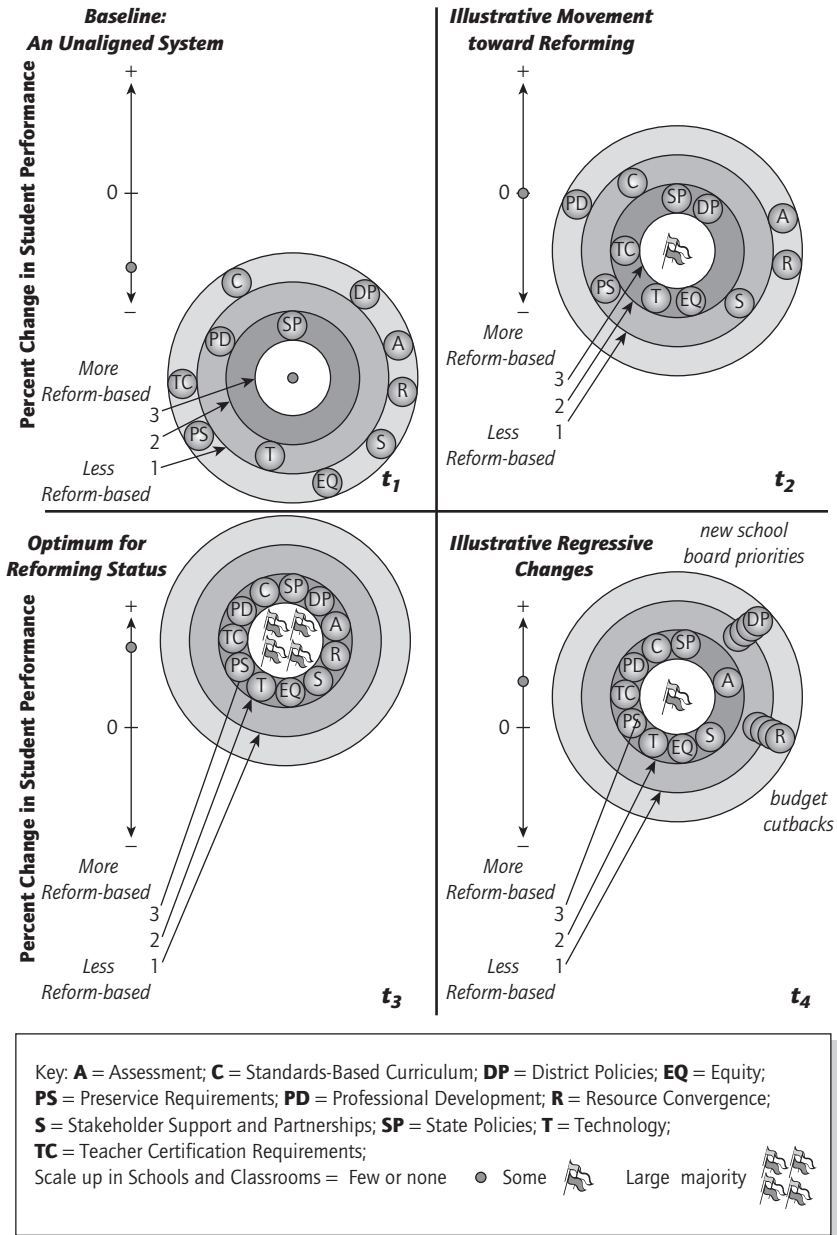 Baseline:
An Unaligned System
Percent Change in Student Performance
+
0
−
C
DP
SP
PD
A
TC
R
PS
S
T
EQ
More
Reform-based
3
2
1
Less
Reform-based
t1
Illustrative Movement
toward Reforming
+
0
−
C
SP
DP
PD
A
TC
R
PS
T
EQ
S
More
Reform-based
3
2
1
Less
Reform-based
t2
Optimum for
Reforming Status
Percent Change in Student Performance
+
0
−
C
SP
DP
PD
A
TC
R
PS
S
T
EQ
More
Reform-based
3
2
1
Less
Reform-based
t3
Illustrative Regressive
Changes
new school
board priorities
+
0
−
DP
C
SP
PD
A
TC
PS
R
T
EQ
S
budget
cutbacks
More
Reform-based
3
2
1
Less
Reform-based
t4
Key: A = Assessment; C = Standards-Based Curriculum; DP = District Policies; EQ = Equity;
PS = Preservice Requirements; PD = Professional Development; R = Resource Convergence;
S = Stakeholder Support and Partnerships; SP = State Policies; T = Technology;
TC = Teacher Certification Requirements;
Scale up in Schools and Classrooms = Few or none Some Large majority